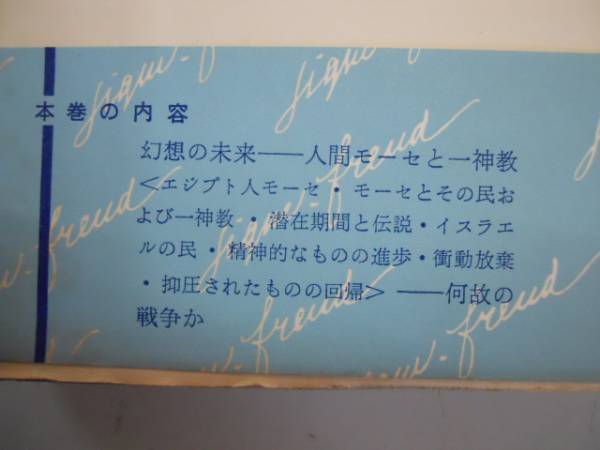 本巻の内容
幻想の未来——人間モーセと一神教
<エジプト人モーセ・モーセとその民お
よび一神教・潜在期間と伝説・イスラエ
ルの民・精神的なものの進歩・衝動放棄
・抑圧されたものの回帰>——何故の
戦争か